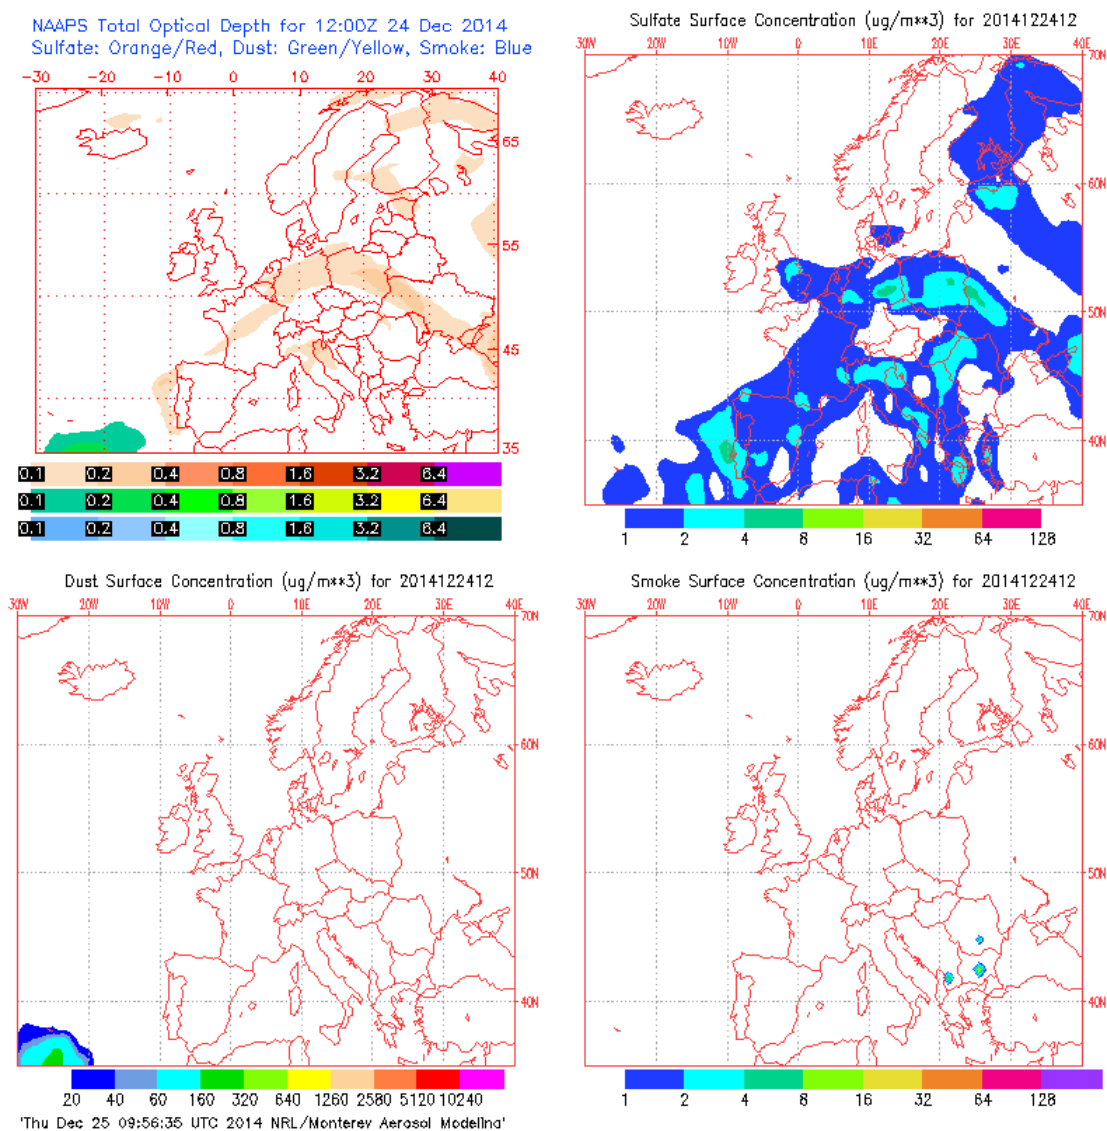 NAAPS Total Optical Depth for 12:00Z 24 Dec 2014
Sulfate: Orange/Red, Dust: Green/Yellow, Smoke: Blue
-30 -20 -10 0 10 20 30 40
65
55
45
35
0.1 0.2 0.4 0.8 1.6 3.2 6.4
0.1 0.2 0.4 0.8 1.6 3.2 6.4
0.1 0.2 0.4 0.8 1.6 3.2 6.4
Sulfate Surface Concentration (ug/m**3) for 2014122412
30W 20W 10W 0 10E 20E 30E 40E
70N
60N
50N
40N
1 2 4 8 16 32 64 128
Dust Surface Concentration (ug/m**3) for 2014122412
30W 20W 10W 0 10E 20E 30E 40E
70N
60N
50N
40N
20 40 60 160 320 640 1260 2580 5120 10240
'Thu Dec 25 09:56:35 UTC 2014 NRL/Monterey Aerosol Modeling'
Smoke Surface Concentration (ug/m**3) for 2014122412
30W 20W 10W 0 10E 20E 30E 40E
70N
60N
50N
40N
1 2 4 8 16 32 64 128